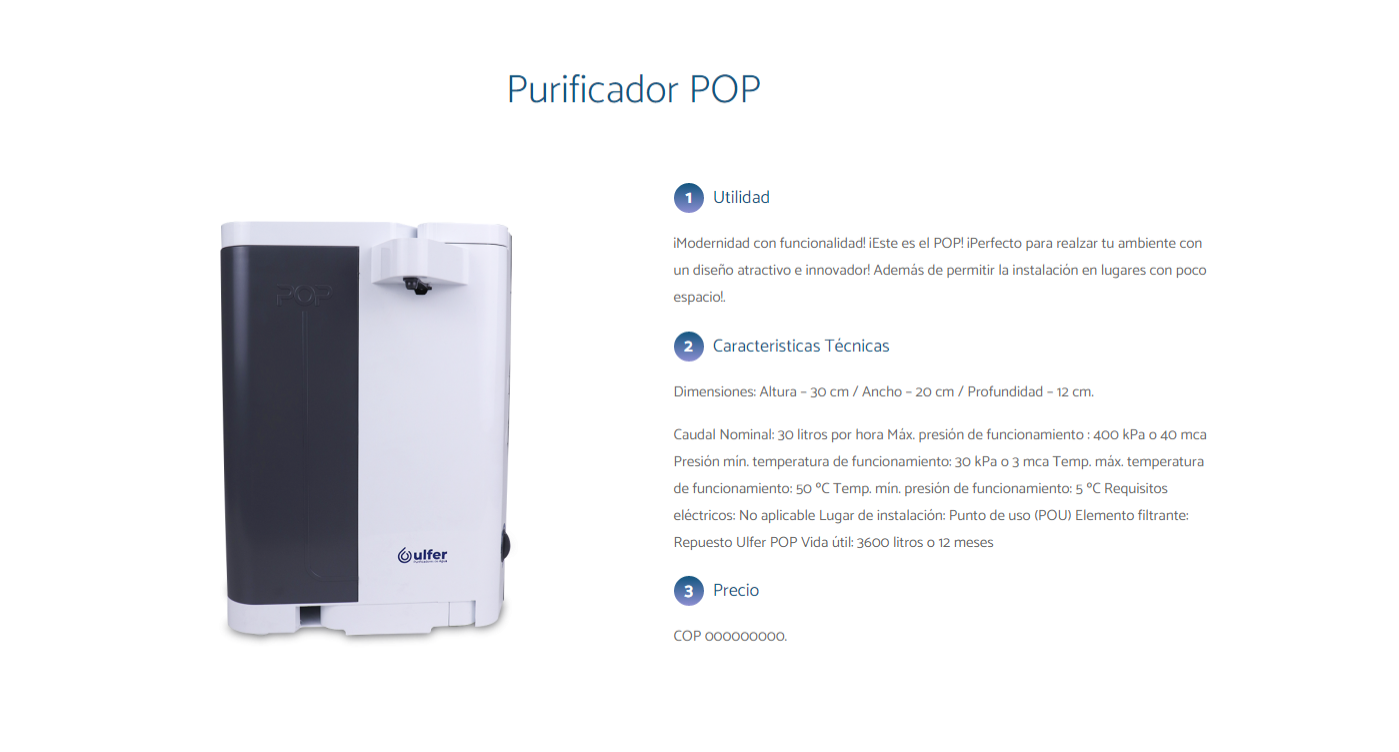 Purificador POP
1 Utilidad
¡Modernidad con funcionalidad! ¡Este es el POP! ¡Perfecto para realzar tu ambiente con
un diseño atractivo e innovador! Además de permitir la instalación en lugares con poco
espacio!.
2 Caracteristicas Técnicas
Dimensiones: Altura – 30 cm / Ancho – 20 cm / Profundidad – 12 cm.
Caudal Nominal: 30 litros por hora Máx. presión de funcionamiento : 400 kPa o 40 mca
Presión mín. temperatura de funcionamiento: 30 kPa o 3 mca Temp. máx. temperatura
de funcionamiento: 50 °C Temp. mín. presión de funcionamiento: 5 °C Requisitos
eléctricos: No aplicable Lugar de instalación: Punto de uso (POU) Elemento filtrante:
Repuesto Ulfer POP Vida útil: 3600 litros o 12 meses
3 Precio
COP 000000000.
POP
ulfer